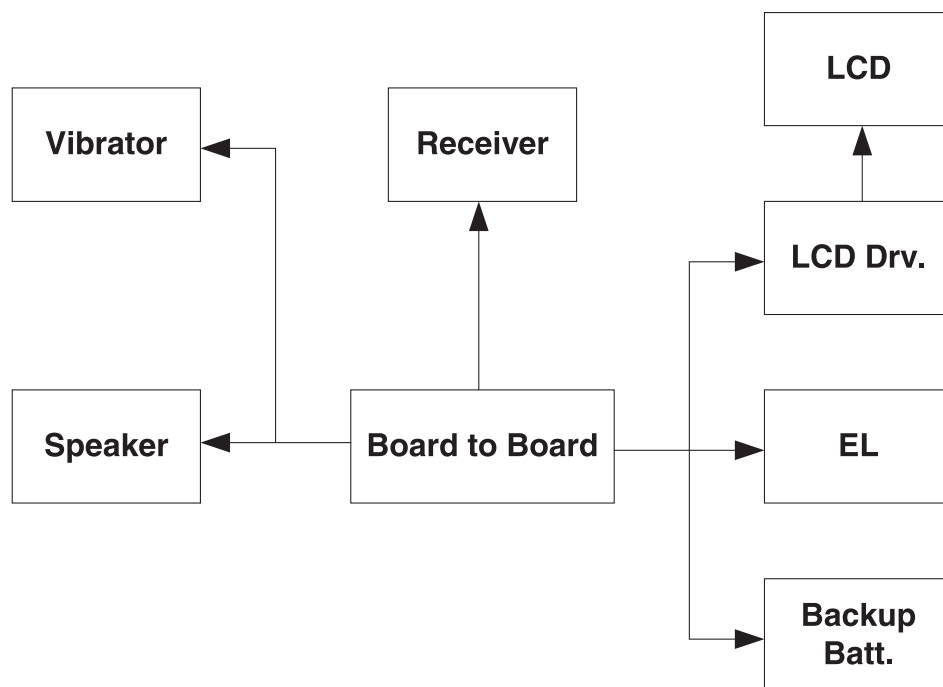 LCD
Vibrator
Receiver
LCD Drv.
Speaker
Board to Board
EL
Backup
Batt.